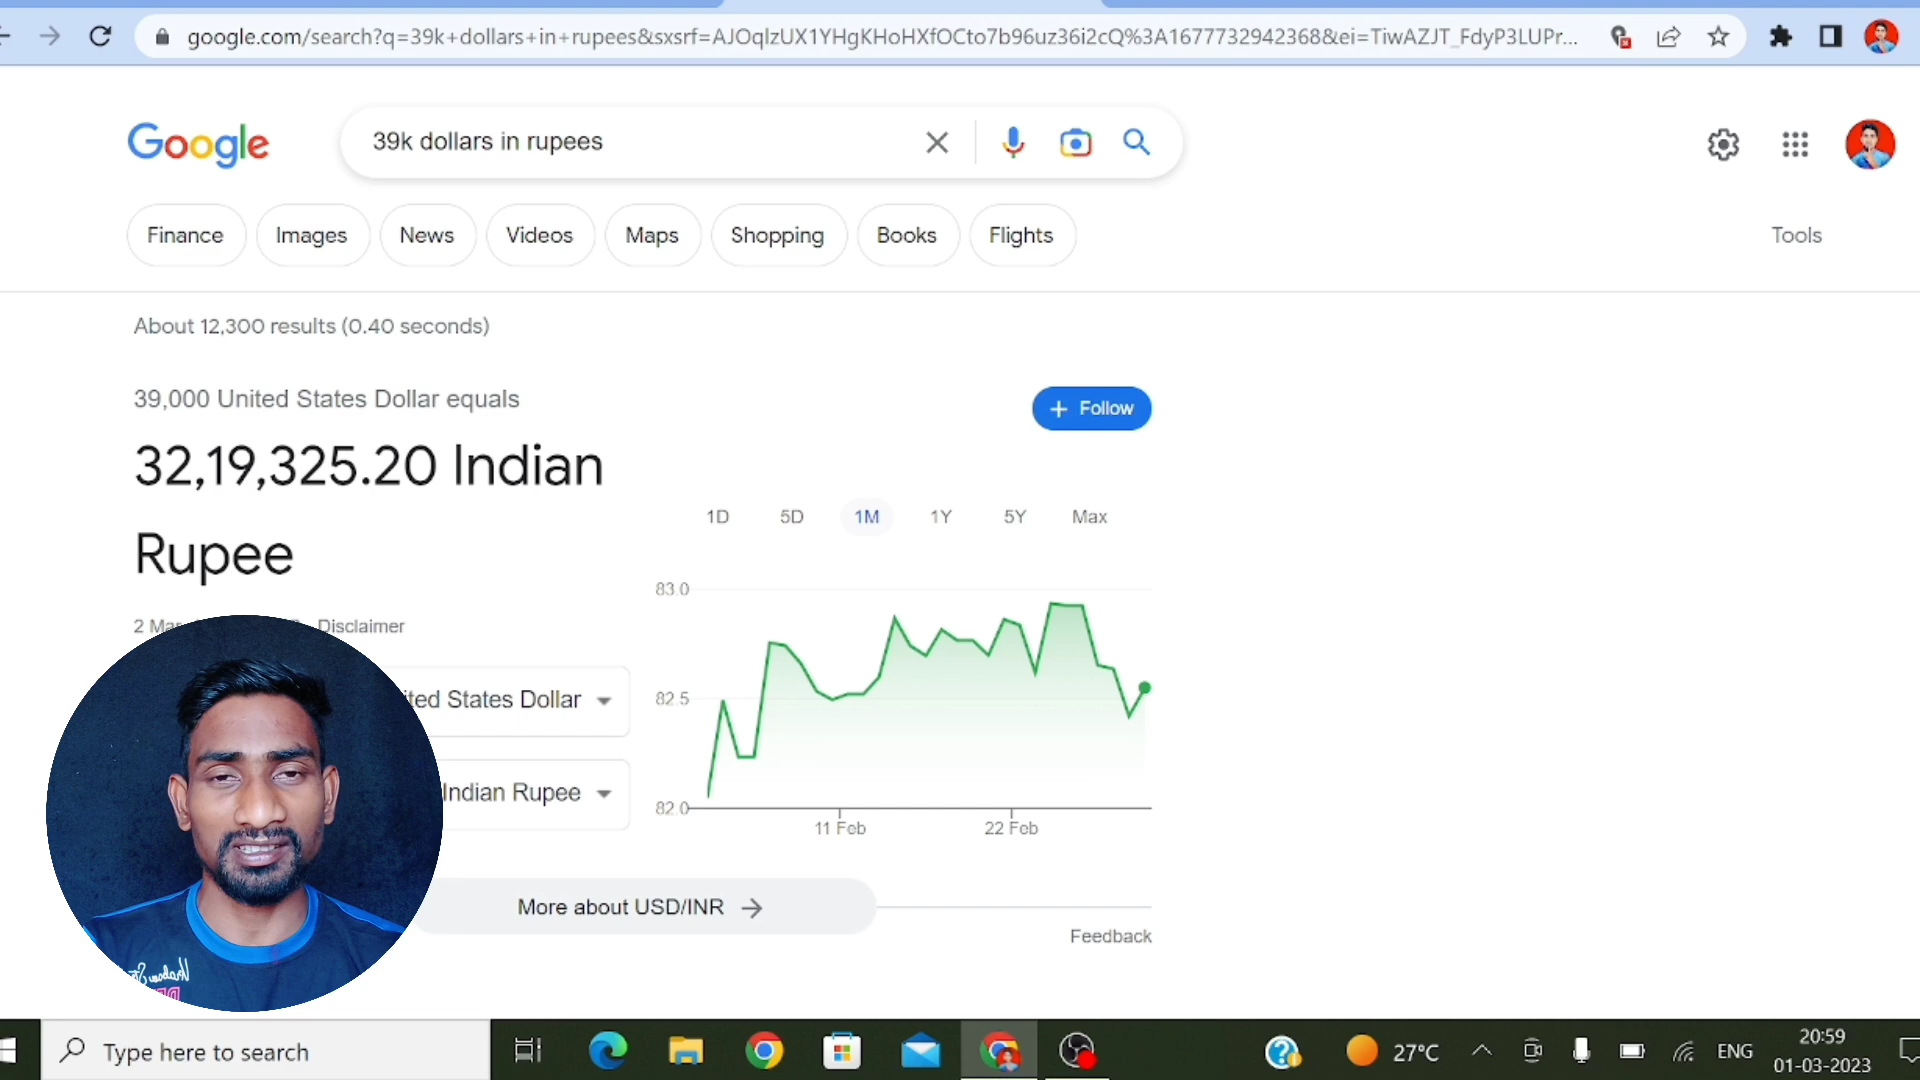 google.com/search?q=39k+dollars+in+rupees&sxsrf=AJOqlzUX1YHgKHoHXfOCto7b96uz36i2cQ%3A1677732942368&ei=TiwAZJT_FdyP3LUPr...
Google
39k dollars in rupees
Finance
Images
News
Videos
Maps
Shopping
Books
Flights
Tools
About 12,300 results (0.40 seconds)
39,000 United States Dollar equals
Follow
32,19,325.20 Indian
Rupee
1D 5D 1M 1Y 5Y Max
2 Mar
Disclaimer
83.0
82.5
82.0
11 Feb
22 Feb
ted States Dollar
Indian Rupee
More about USD/INR
Feedback
Type here to search
27°C
ENG
20:59
01-03-2023